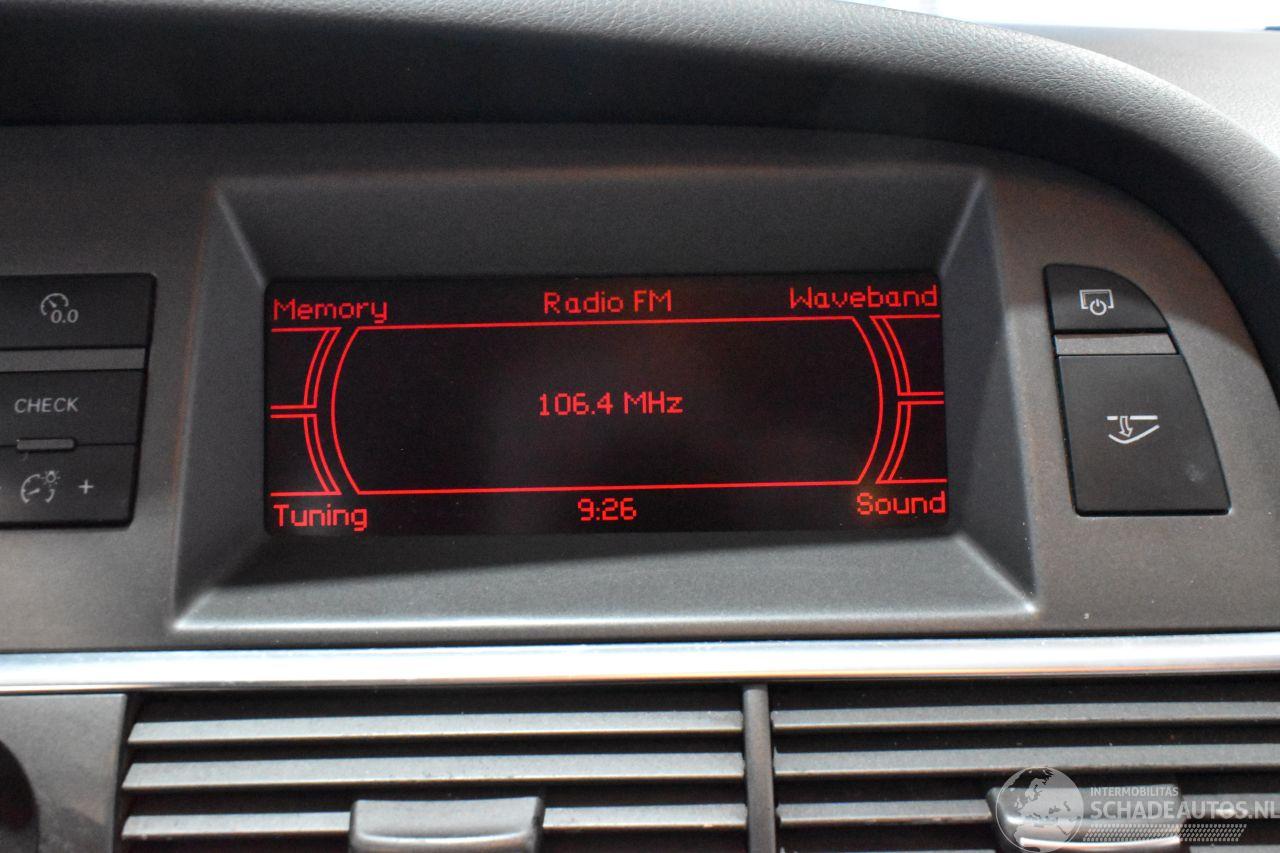 Memory
Radio FM
Waveband
0.0
CHECK
106.4 MHz
+
Tuning
9:26
Sound
INTERMOBILITAS
SCHADEAUTOS.NL